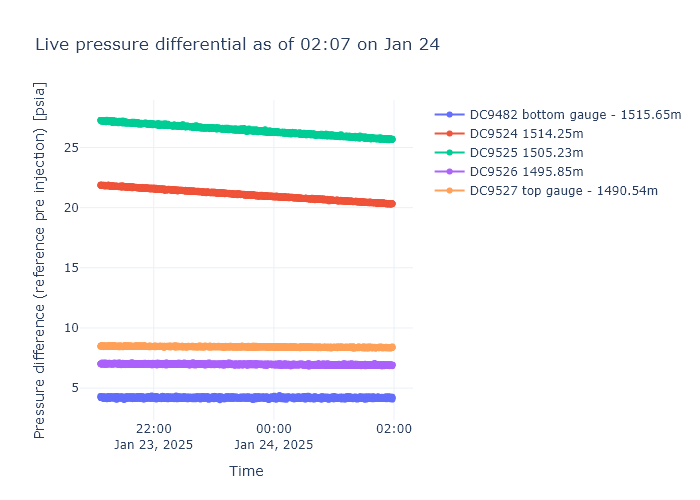 Live pressure differential as of 02:07 on Jan 24
Pressure difference (reference pre injection) [psia]
25
20
15
10
5
22:00
Jan 23, 2025
00:00
Jan 24, 2025
02:00
Time
DC9482 bottom gauge - 1515.65m
DC9524 1514.25m
DC9525 1505.23m
DC9526 1495.85m
DC9527 top gauge - 1490.54m